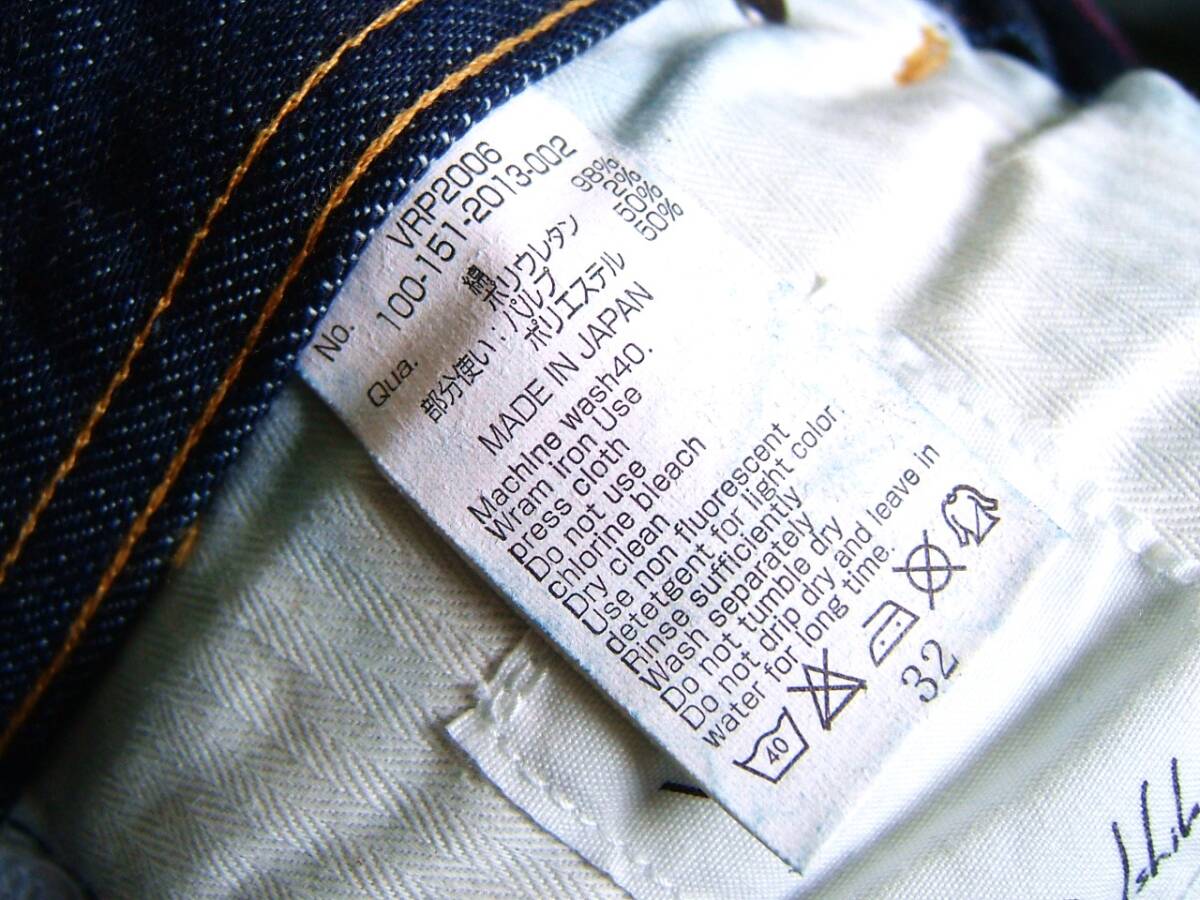 No. VRP2006
100-151-2013-002
Qua. 綿 98%
ポリウレタン 2%
部分使い:パルプ 50%
ポリエステル 50%
MADE IN JAPAN
Machine wash40.
Wram iron Use
press cloth
Do not use
chlorine bleach
Dry clean
Use non fluorescent
detetgent for light color.
Rinse sufficiently
Wash separately
Do not tumble dry
Do not drip dry and leave in
water for long time.
40
32